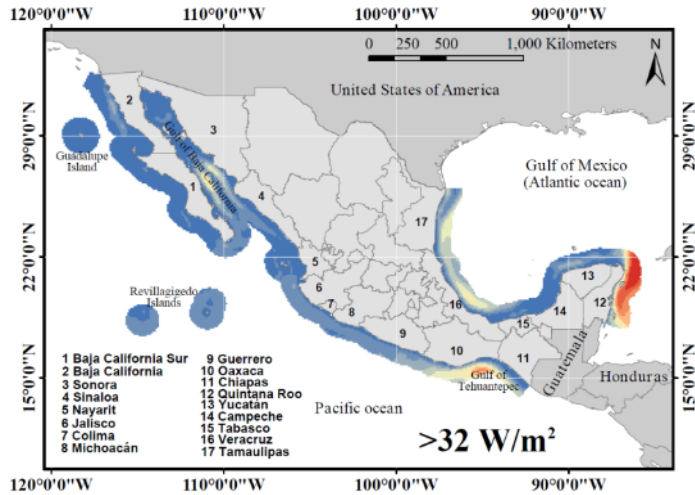 120°0'0"W 110°0'0"W 100°0'0"W 90°0'0"W
0 250 500 1,000 Kilometers
N
United States of America
29°0'0"N
29°0'0"N
Guadalupe
Island
Gulf of Baja California
Gulf of Mexico
(Atlantic ocean)
22°0'0"N
22°0'0"N
Revillagigedo
Islands
15°0'0"N
15°0'0"N
2
3
1
4
17
5
6
7
8
9
10
11
16
15
14
13
12
Guatemala
Honduras
Gulf of
Tehuantepec
Pacific ocean
>32 W/m²
1 Baja California Sur
2 Baja California
3 Sonora
4 Sinaloa
5 Nayarit
6 Jalisco
7 Colima
8 Michoacán
9 Guerrero
10 Oaxaca
11 Chiapas
12 Quintana Roo
13 Yucatán
14 Campeche
15 Tabasco
16 Veracruz
17 Tamaulipas
120°0'0"W 110°0'0"W 100°0'0"W 90°0'0"W